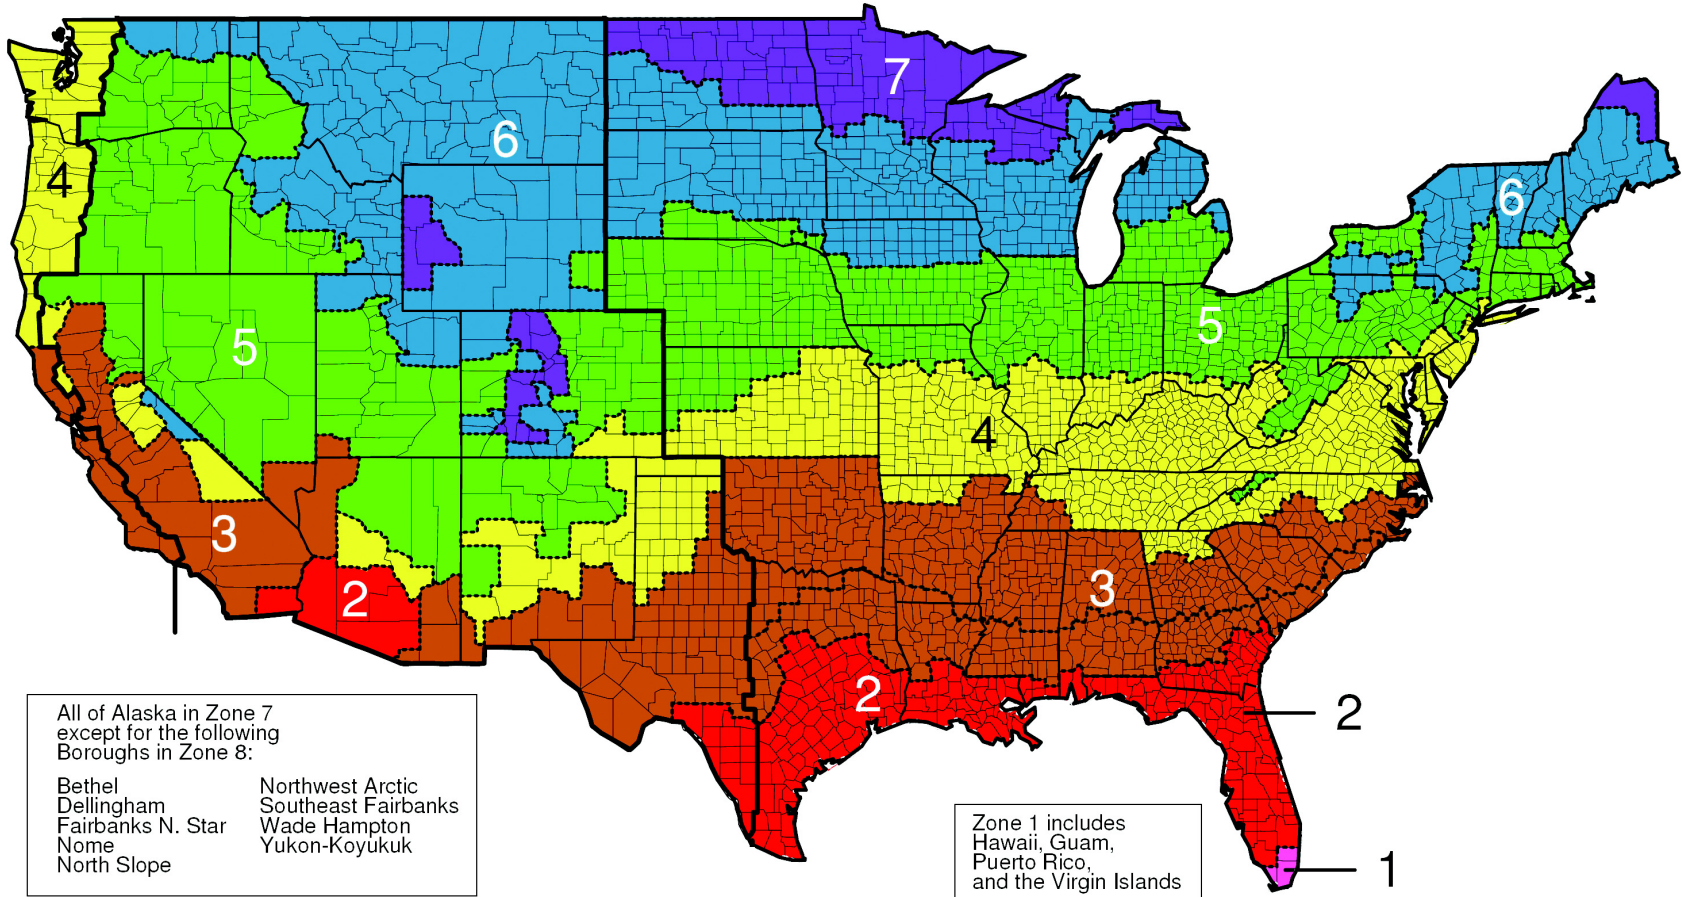 7
6
4
6
5
5
4
3
3
2
2
2
1
All of Alaska in Zone 7
except for the following
Boroughs in Zone 8:
Bethel
Dellingham
Fairbanks N. Star
Nome
North Slope
Northwest Arctic
Southeast Fairbanks
Wade Hampton
Yukon-Koyukuk
Zone 1 includes
Hawaii, Guam,
Puerto Rico,
and the Virgin Islands